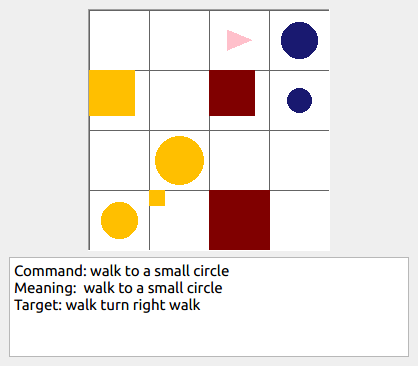 Command: walk to a small circle
Meaning: walk to a small circle
Target: walk turn right walk